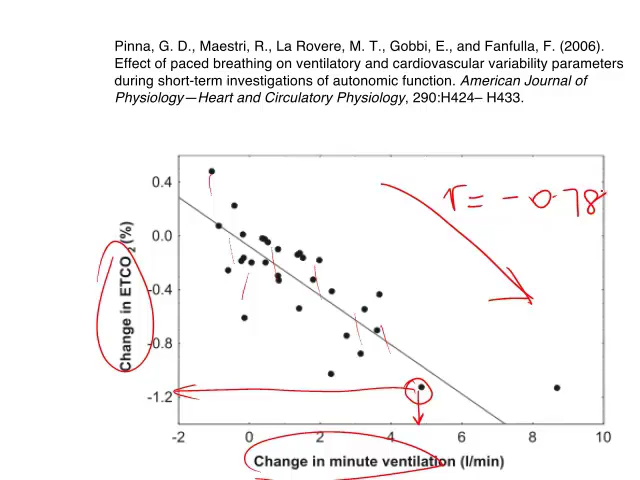 Pinna, G. D., Maestri, R., La Rovere, M. T., Gobbi, E., and Fanfulla, F. (2006).
Effect of paced breathing on ventilatory and cardiovascular variability parameters
during short-term investigations of autonomic function. American Journal of
Physiology—Heart and Circulatory Physiology, 290:H424– H433.
r = -0.78
0.4
0.0
-0.4
-0.8
-1.2
Change in ETCO2 (%)
-2 0 2 4 6 8 10
Change in minute ventilation (l/min)